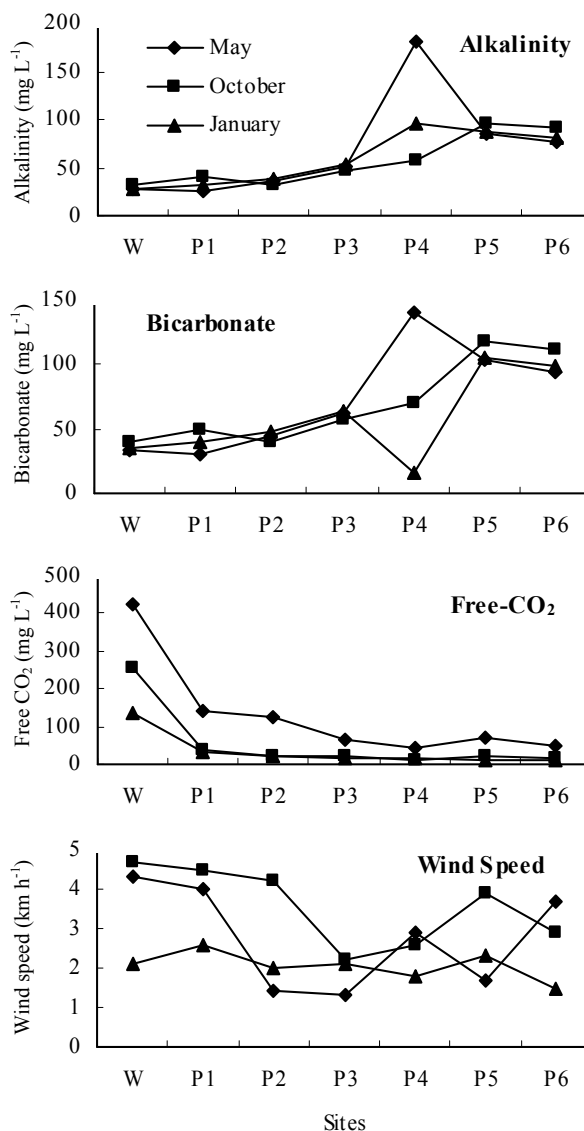 Alkalinity
May
October
January
Alkalinity (mg L⁻¹)
200
150
100
50
0
W P1 P2 P3 P4 P5 P6
Bicarbonate
Bicarbonate (mg L⁻¹)
150
100
50
0
W P1 P2 P3 P4 P5 P6
Free-CO₂
Free CO₂ (mg L⁻¹)
500
400
300
200
100
0
W P1 P2 P3 P4 P5 P6
Wind Speed
Wind speed (km h⁻¹)
5
4
3
2
1
0
W P1 P2 P3 P4 P5 P6
Sites